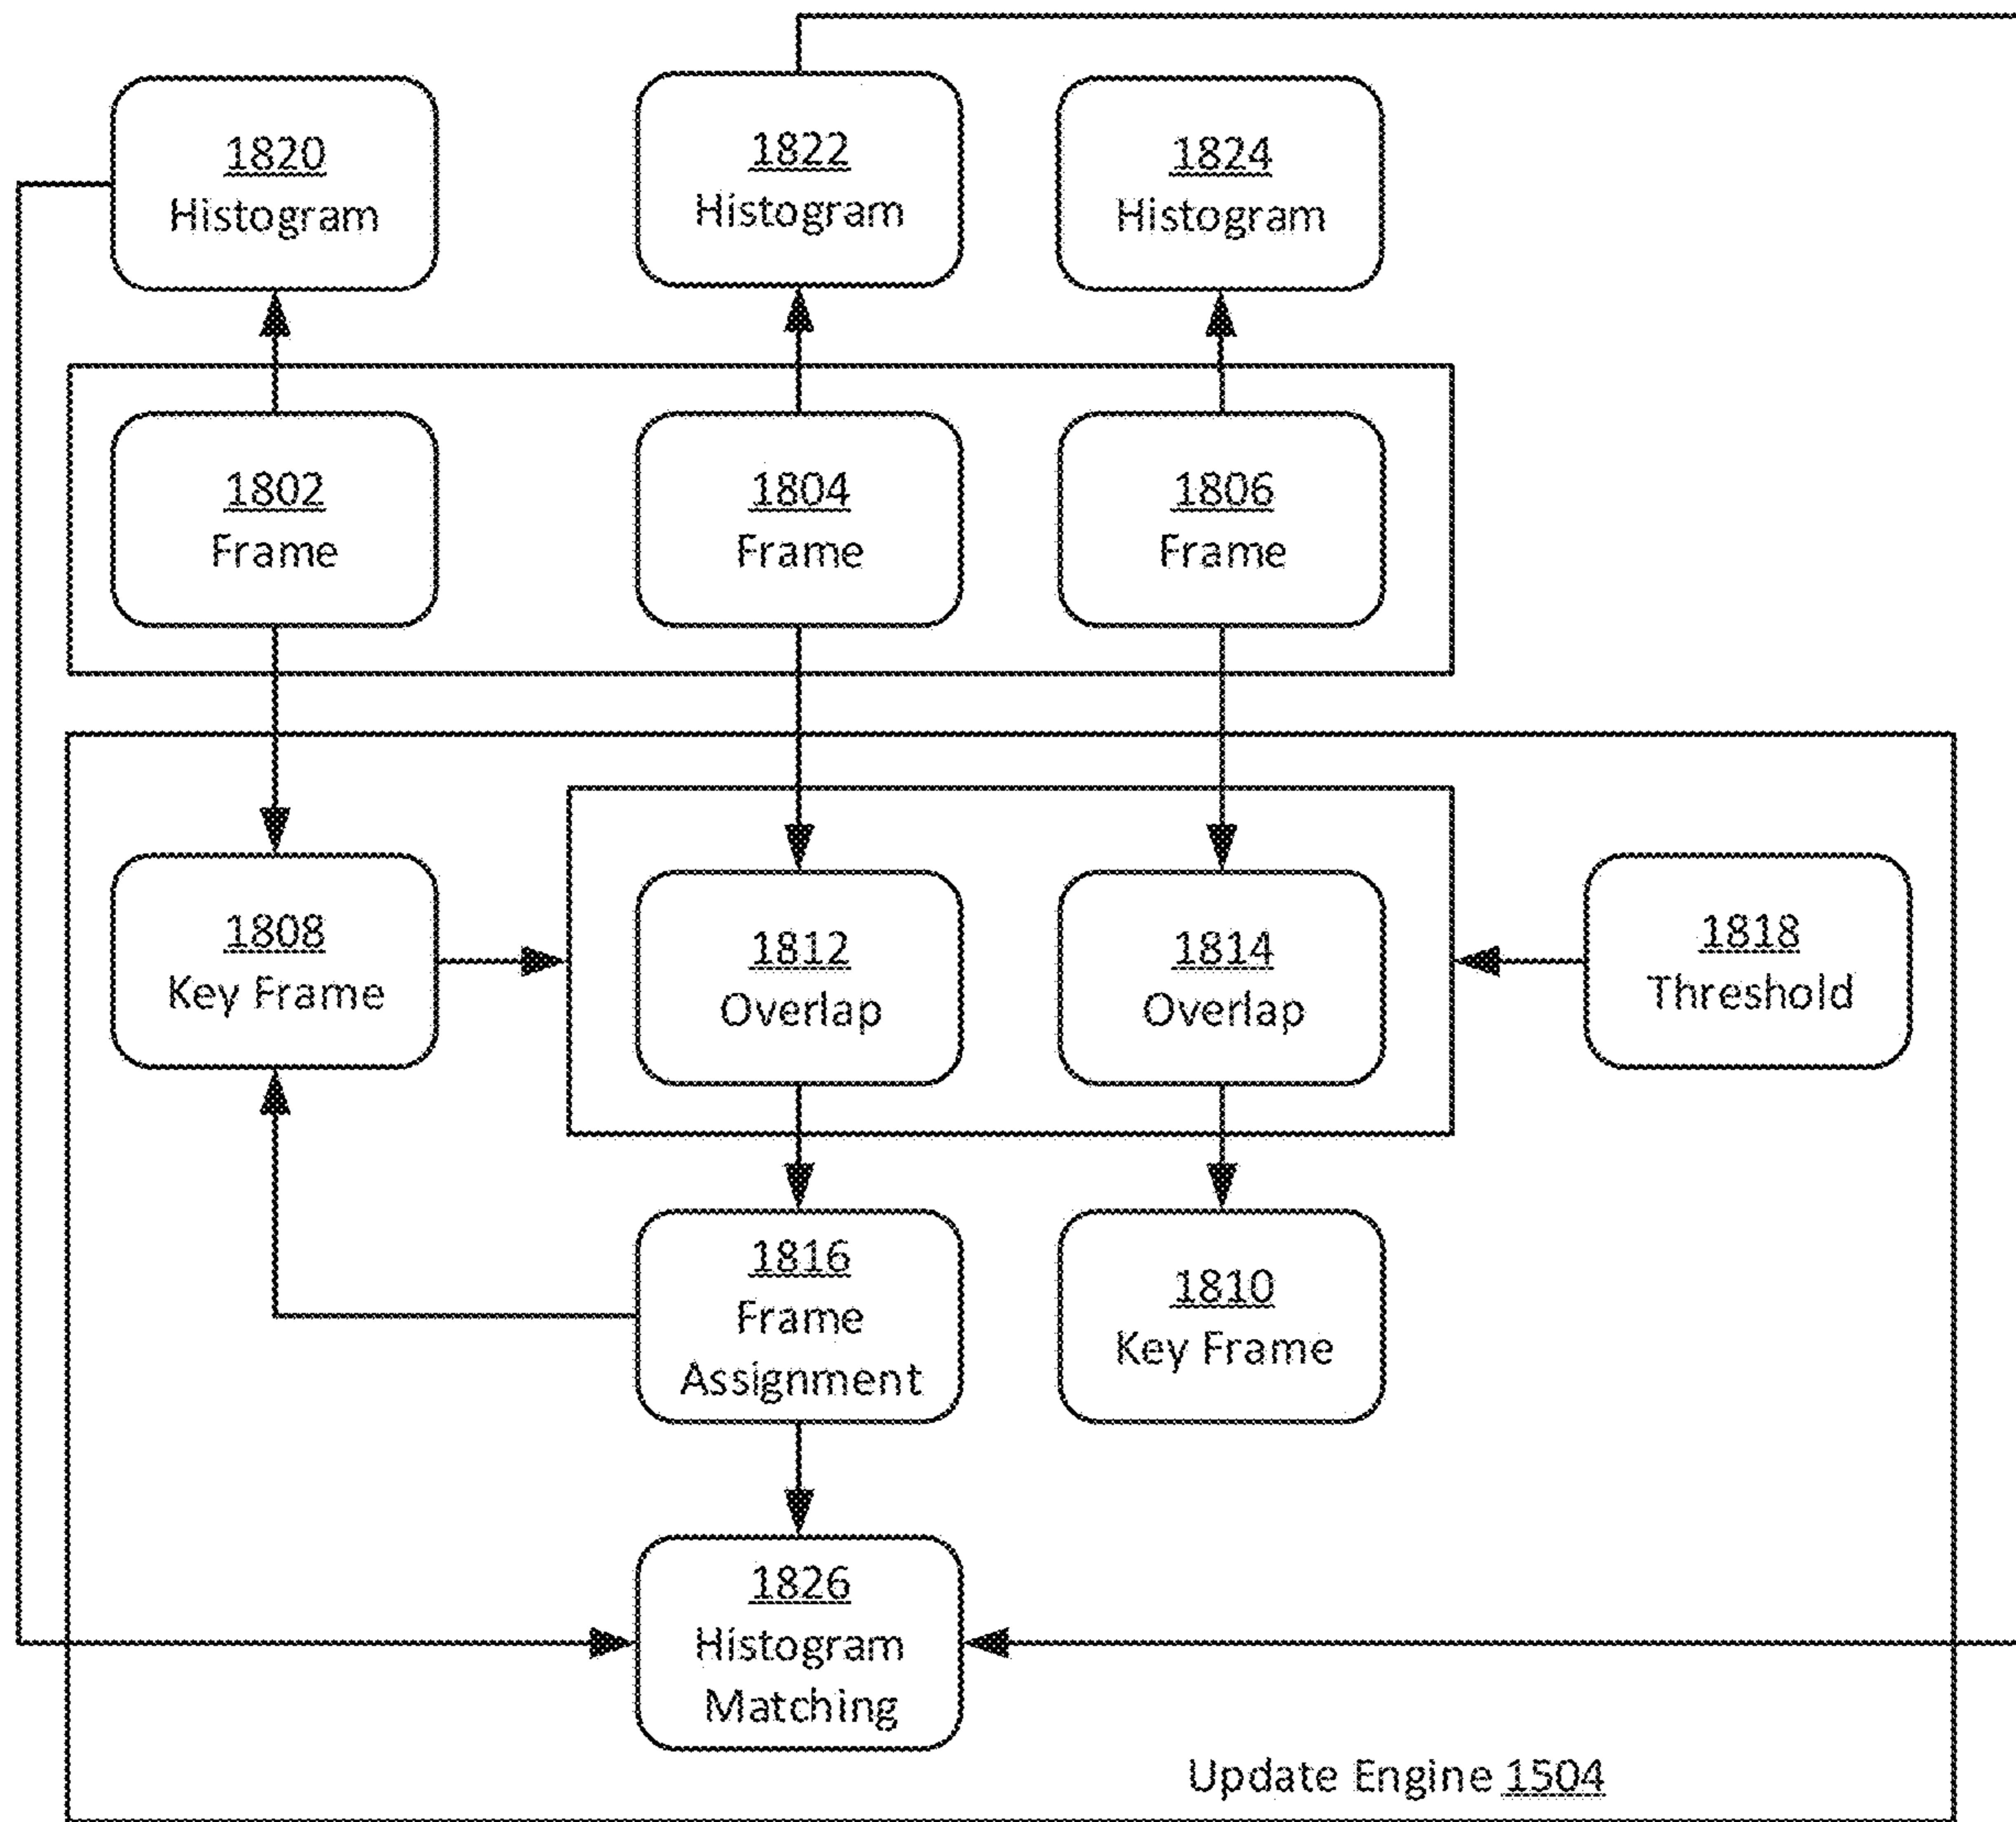 1820
Histogram
1822
Histogram
1824
Histogram
1802
Frame
1804
Frame
1806
Frame
1808
Key Frame
1812
Overlap
1814
Overlap
1818
Threshold
1816
Frame
Assignment
1810
Key Frame
1826
Histogram
Matching
Update Engine 1504